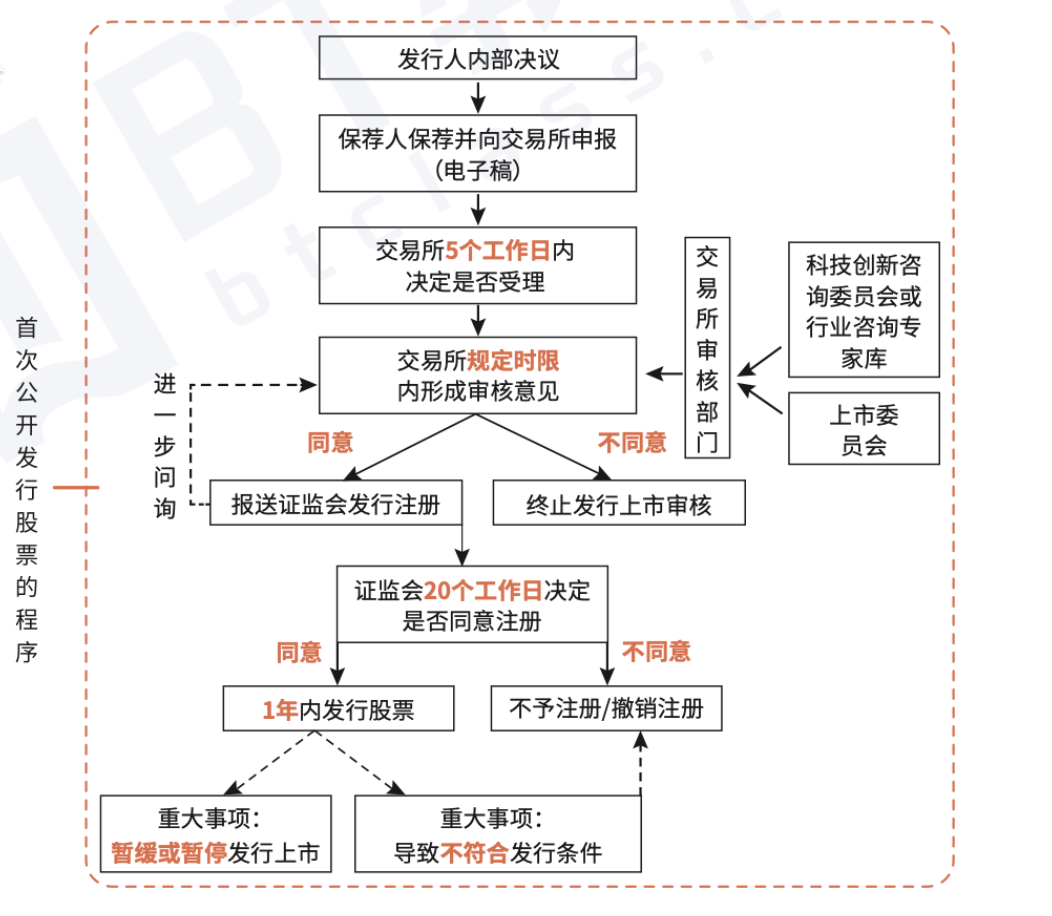 首次公开发行股票的程序
发行人内部决议
保荐人保荐并向交易所申报
（电子稿）
交易所5个工作日内
决定是否受理
交易所规定时限
内形成审核意见
交易所审核部门
科技创新咨
询委员会或
行业咨询专
家库
上市委
员会
进一步问询
同意
不同意
报送证监会发行注册
终止发行上市审核
证监会20个工作日决定
是否同意注册
同意
不同意
1年内发行股票
不予注册/撤销注册
重大事项：
暂缓或暂停发行上市
重大事项：
导致不符合发行条件